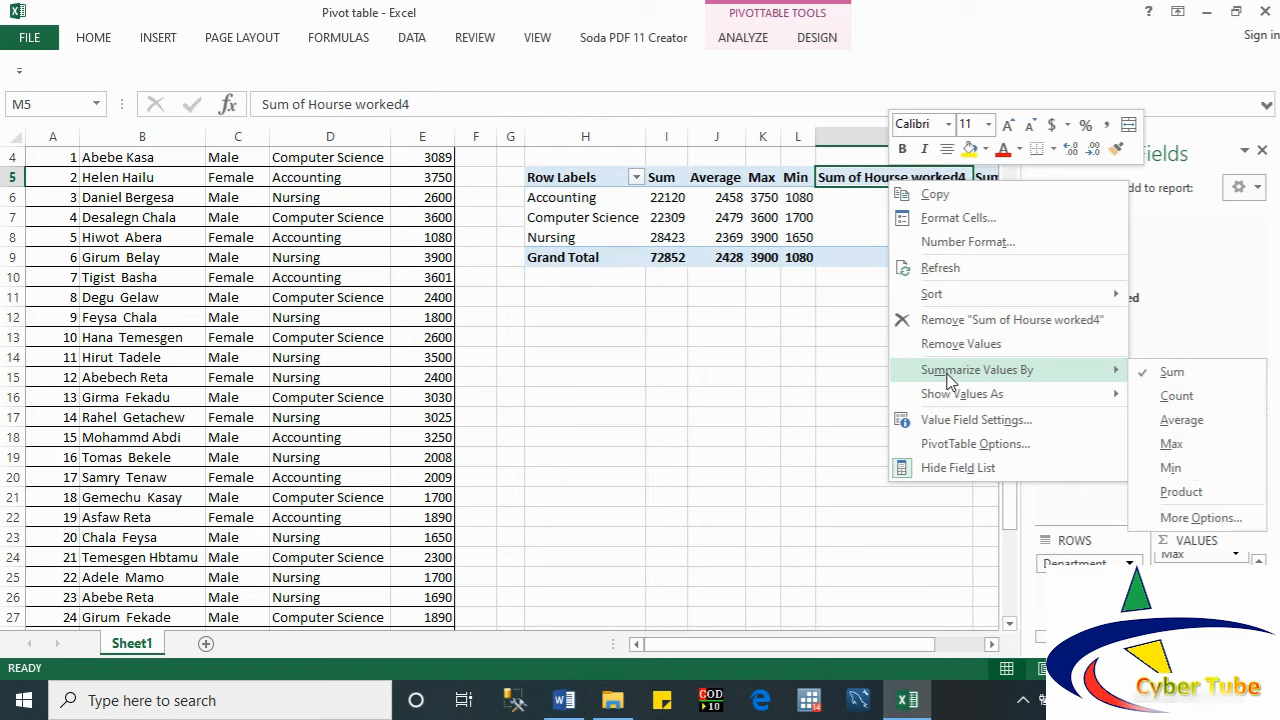 Pivot table - Excel
PIVOTTABLE TOOLS
? 
FILE HOME INSERT PAGE LAYOUT FORMULAS DATA REVIEW VIEW Soda PDF 11 Creator ANALYZE DESIGN Sign in
M5 fx Sum of Hourse worked4
Calibri 11 A A $ % ,
B I A
A B C D E F G H I J K L
Fields
add to report:
4 1 Abebe Kasa Male Computer Science 3089
5 2 Helen Hailu Female Accounting 3750 Row Labels Sum Average Max Min Sum of Hourse worked4 Sum
6 3 Daniel Bergesa Male Nursing 2600 Accounting 22120 2458 3750 1080
7 4 Desalegn Chala Male Computer Science 3600 Computer Science 22309 2479 3600 1700
8 5 Hiwot Abera Female Accounting 1080 Nursing 28423 2369 3900 1650
9 6 Girum Belay Male Nursing 3900 Grand Total 72852 2428 3900 1080
10 7 Tigist Basha Female Accounting 3601
11 8 Degu Gelaw Male Computer Science 2400
12 9 Feysa Chala Male Nursing 1800
13 10 Hana Temesgen Female Computer Science 2400
14 11 Hirut Tadele Female Nursing 3500
15 12 Abebech Reta Female Nursing 2400
16 13 Girma Fekadu Male Computer Science 3030
17 14 Rahel Getachew Female Nursing 3025
18 15 Mohammd Abdi Male Accounting 3250
19 16 Tomas Bekele Male Nursing 2008
20 17 Samry Tenaw Female Accounting 2009
21 18 Gemechu Kasay Male Computer Science 1700
22 19 Asfaw Reta Female Accounting 1890
23 20 Chala Feysa Male Nursing 1650
24 21 Temesgen Hbtamu Male Computer Science 2300
25 22 Adele Mamo Male Nursing 1700
26 23 Abebe Reta Male Nursing 1690
27 24 Girum Fekade Male Computer Science 1890
Copy
Format Cells...
Number Format...
Refresh
Sort
Remove "Sum of Hourse worked4"
Remove Values
Summarize Values By
Show Values As
Value Field Settings...
PivotTable Options...
Hide Field List
Sum
Count
Average
Max
Min
Product
More Options...
ed
ROWS Σ VALUES
Department Max
Sheet1
READY
Type here to search
GOD
>10
14
Cyber Tube